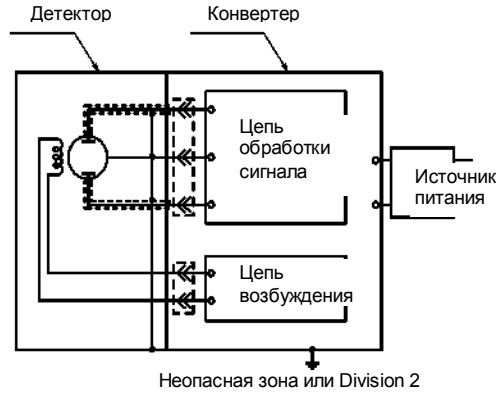 Детектор
Конвертер
Цепь
обработки
сигнала
Источник
питания
Цепь
возбуждения
Неопасная зона или Division 2